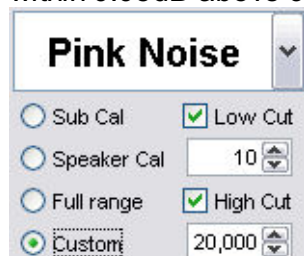 Pink Noise
Sub Cal Low Cut
Speaker Cal 10
Full range High Cut
Custom 20,000